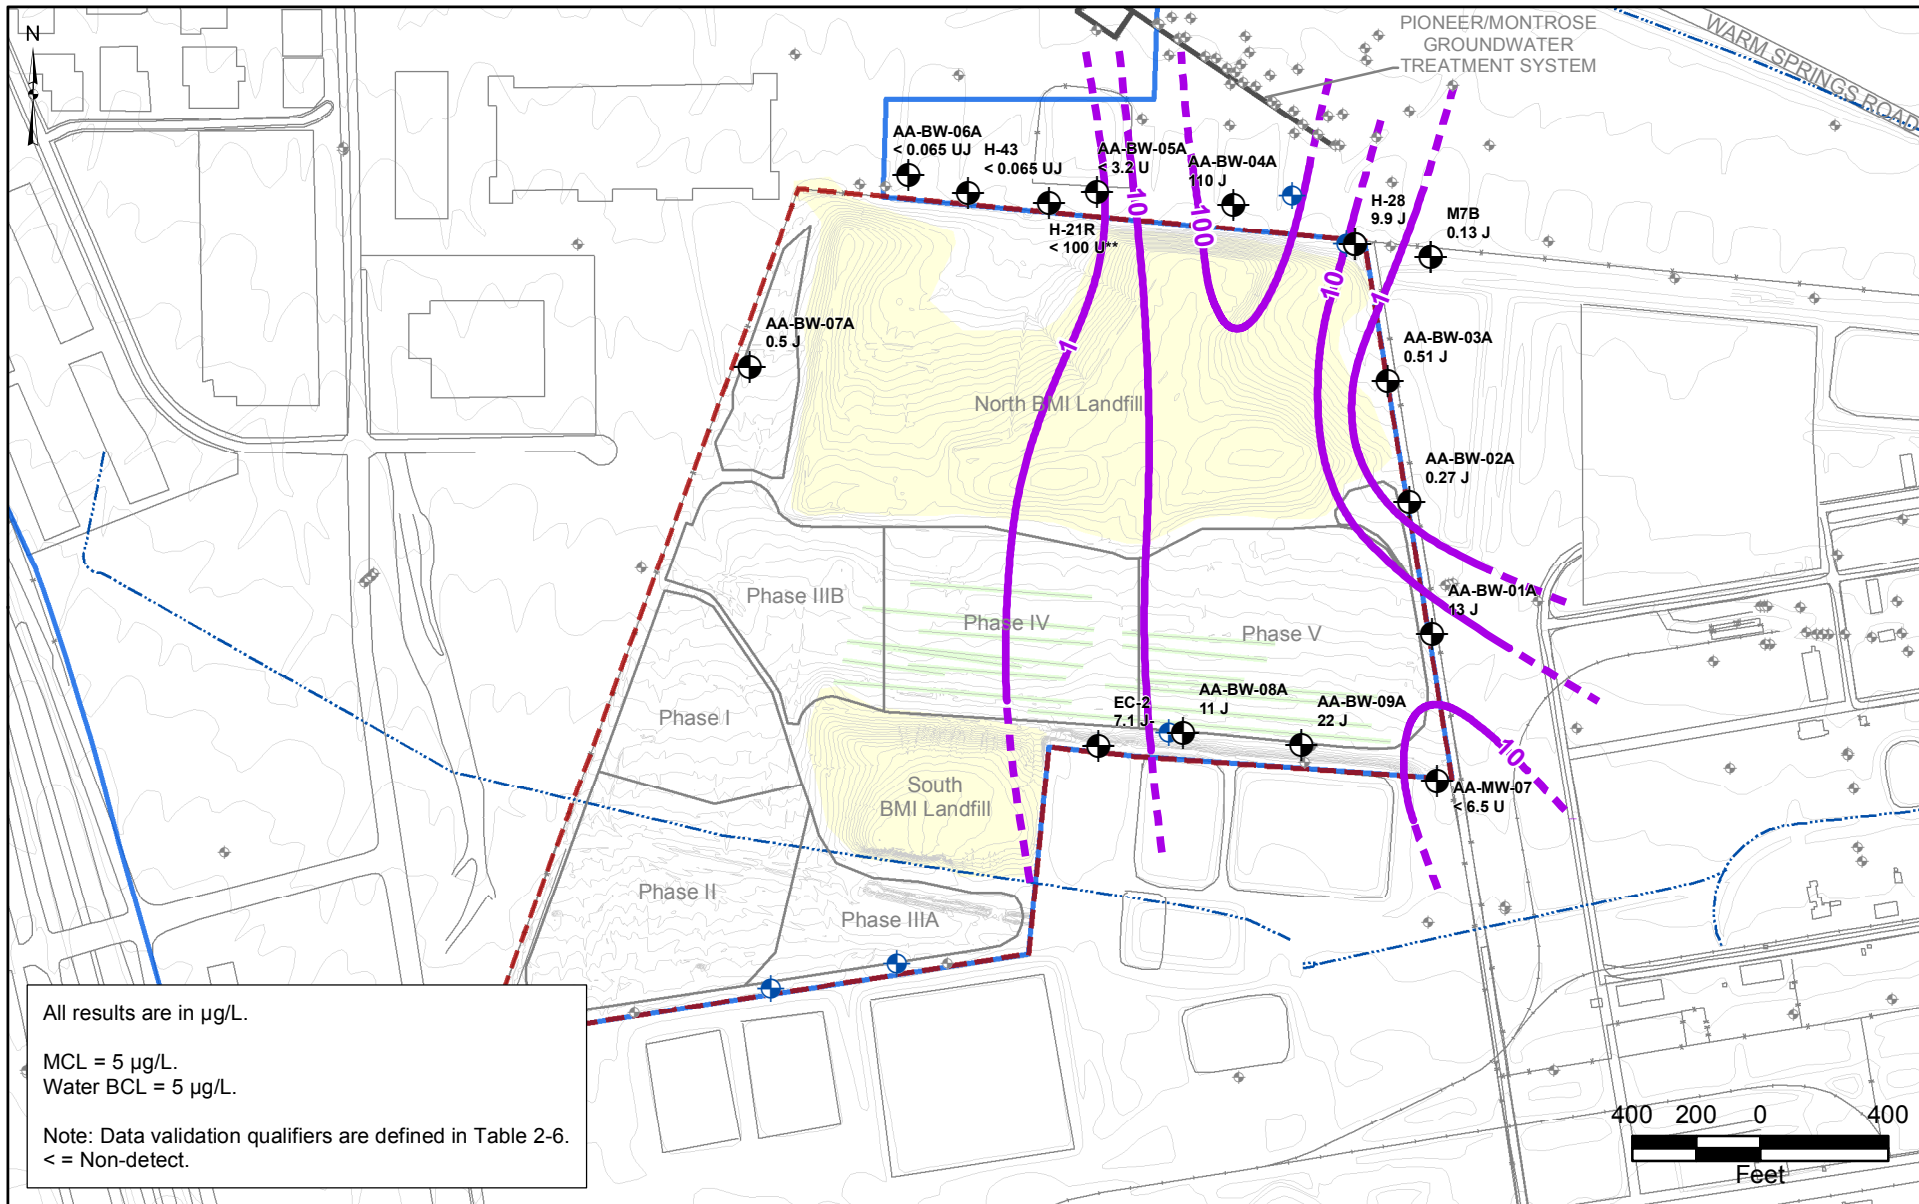 N
PIONEER/MONTROSE
GROUNDWATER
TREATMENT SYSTEM
WARM SPRINGS ROAD
AA-BW-06A
< 0.065 UJ
H-43
< 0.065 UJ
AA-BW-05A
< 3.2 U
AA-BW-04A
110 J
H-21R
< 100 U**
H-28
9.9 J
M7B
0.13 J
10
100
10
1
1
AA-BW-07A
0.5 J
AA-BW-03A
0.51 J
North BMI Landfill
AA-BW-02A
0.27 J
Phase IIIB
Phase IV
Phase V
AA-BW-01A
13 J
Phase I
EC-2
7.1 J-
AA-BW-08A
11 J
AA-BW-09A
22 J
10
South
BMI Landfill
AA-MW-07
< 6.5 U
Phase II
Phase IIIA
All results are in µg/L.
MCL = 5 µg/L.
Water BCL = 5 µg/L.
Note: Data validation qualifiers are defined in Table 2-6.
< = Non-detect.
400 200 0 400
Feet